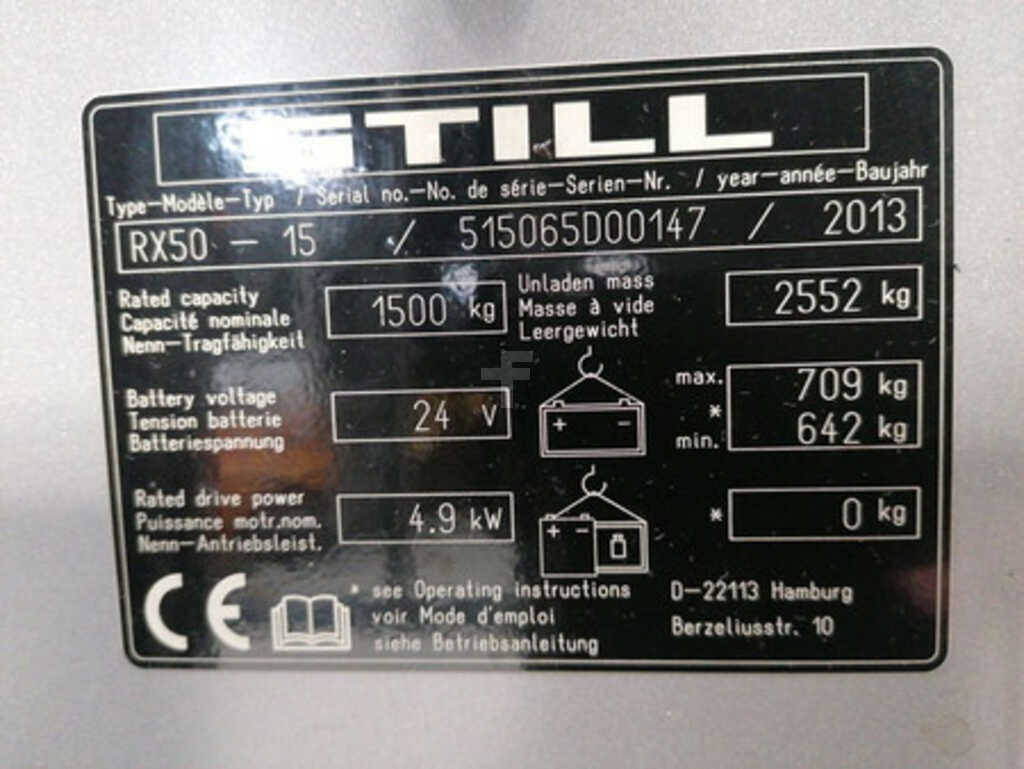 STILL
Type-Modèle-Typ / Serial no.-No. de série-Serien-Nr. / year-année-Baujahr
RX50 - 15 / 515065D00147 / 2013
Rated capacity
Capacité nominale
Nenn-Tragfähigkeit
1500 kg
Unladen mass
Masse à vide
Leergewicht
2552 kg
Battery voltage
Tension batterie
Batteriespannung
24 V
+ -
max. 709 kg
*
min. 642 kg
Rated drive power
Puissance motr.nom.
Nenn-Antriebsleist.
4.9 kW
+ -
* 0 kg
CE
* see Operating instructions
voir Mode d'emploi
siehe Betriebsanleitung
D-22113 Hamburg
Berzeliusstr. 10